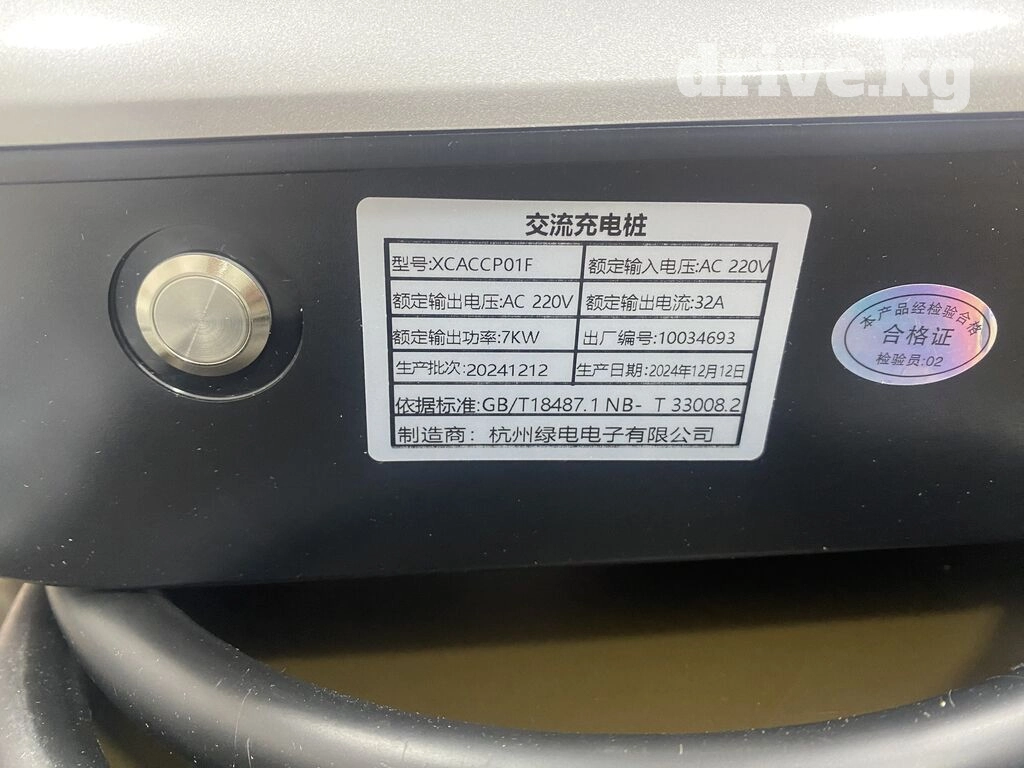 drive.kg
交流充电桩
型号:XCACCP01F 额定输入电压:AC 220V
额定输出电压:AC 220V 额定输出电流:32A
额定输出功率:7KW 出厂编号:10034693
生产批次:20241212 生产日期:2024年12月12日
依据标准:GB/T18487.1 NB- T 33008.2
制造商：杭州绿电电子有限公司
本产品经检验合格
合格证
检验员:02